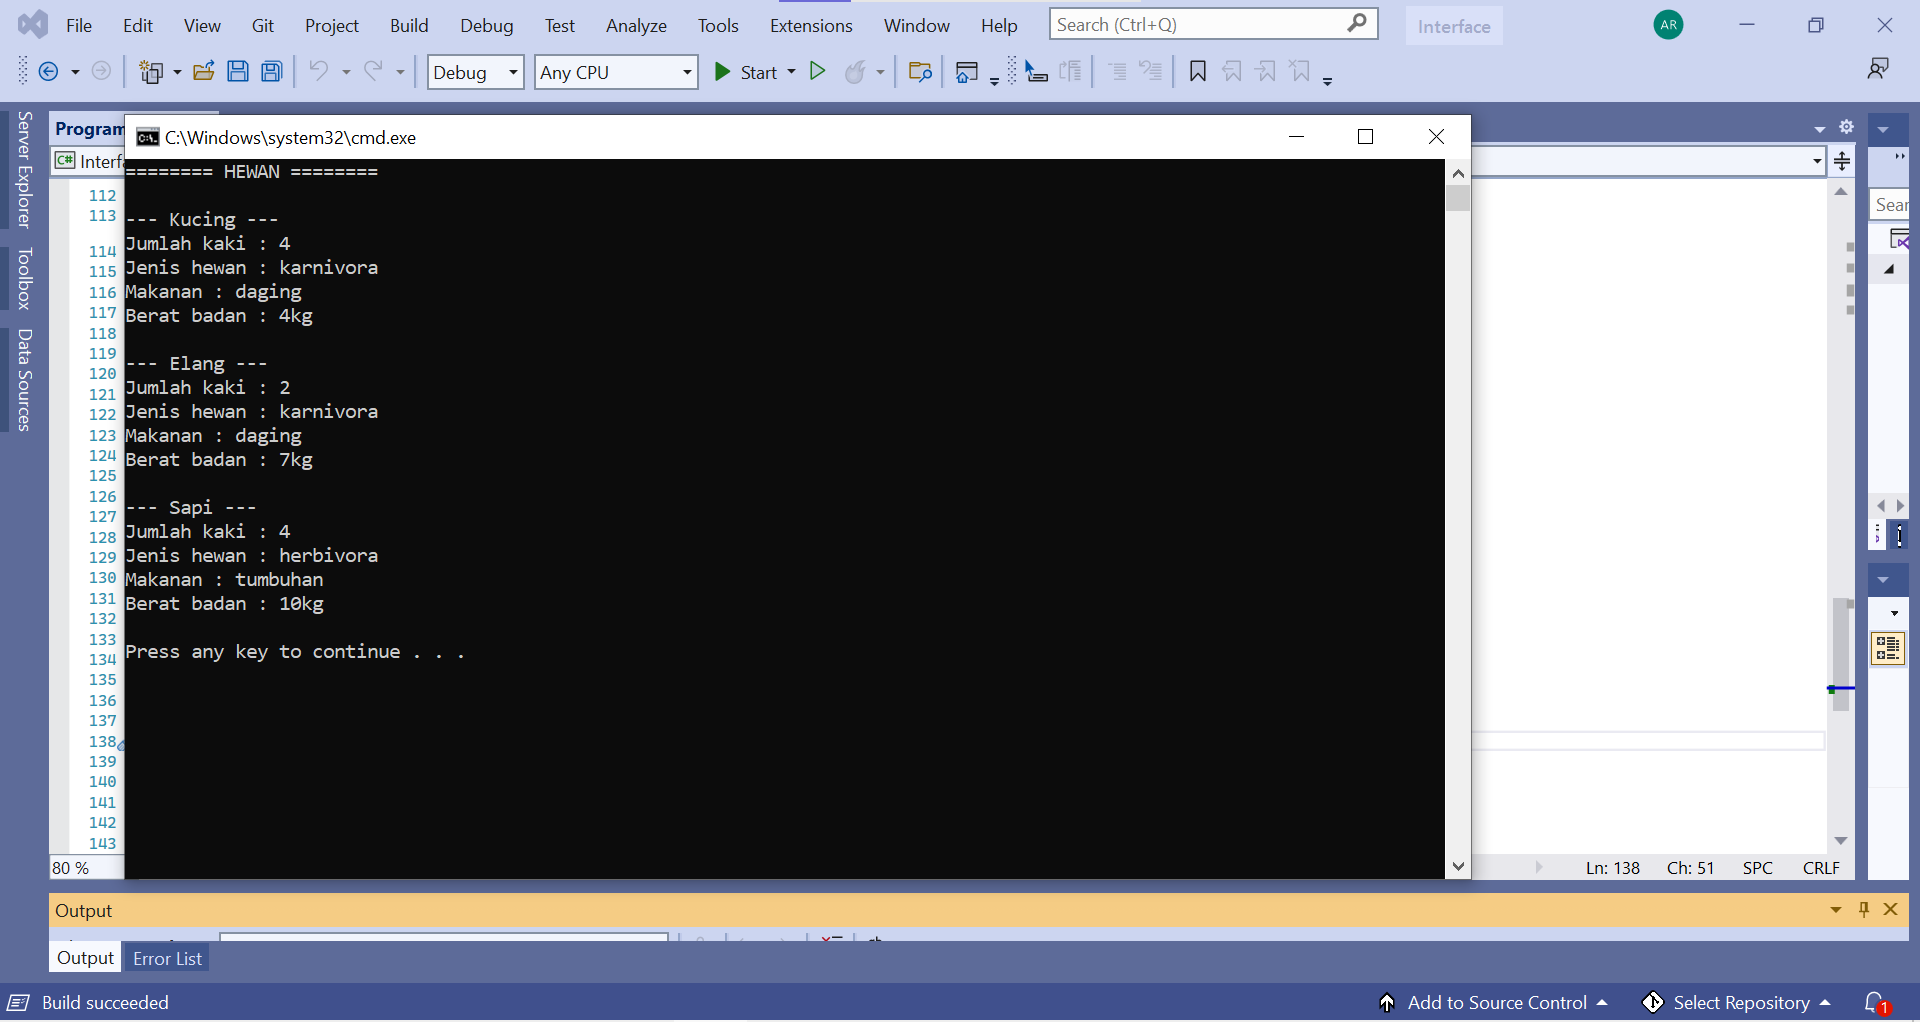 File Edit View Git Project Build Debug Test Analyze Tools Extensions Window Help Search (Ctrl+Q) Interface AR
Debug Any CPU Start
Server Explorer
Toolbox
Data Sources
Program
C:\Windows\system32\cmd.exe
C# Interfa
Sear
112
113
114
115
116
117
118
119
120
121
122
123
124
125
126
127
128
129
130
131
132
133
134
135
136
137
138
139
140
141
142
143
======== HEWAN ========
--- Kucing ---
Jumlah kaki : 4
Jenis hewan : karnivora
Makanan : daging
Berat badan : 4kg
--- Elang ---
Jumlah kaki : 2
Jenis hewan : karnivora
Makanan : daging
Berat badan : 7kg
--- Sapi ---
Jumlah kaki : 4
Jenis hewan : herbivora
Makanan : tumbuhan
Berat badan : 10kg
Press any key to continue . . .
80 % Ln: 138 Ch: 51 SPC CRLF
Output
Output Error List
Build succeeded Add to Source Control Select Repository 1